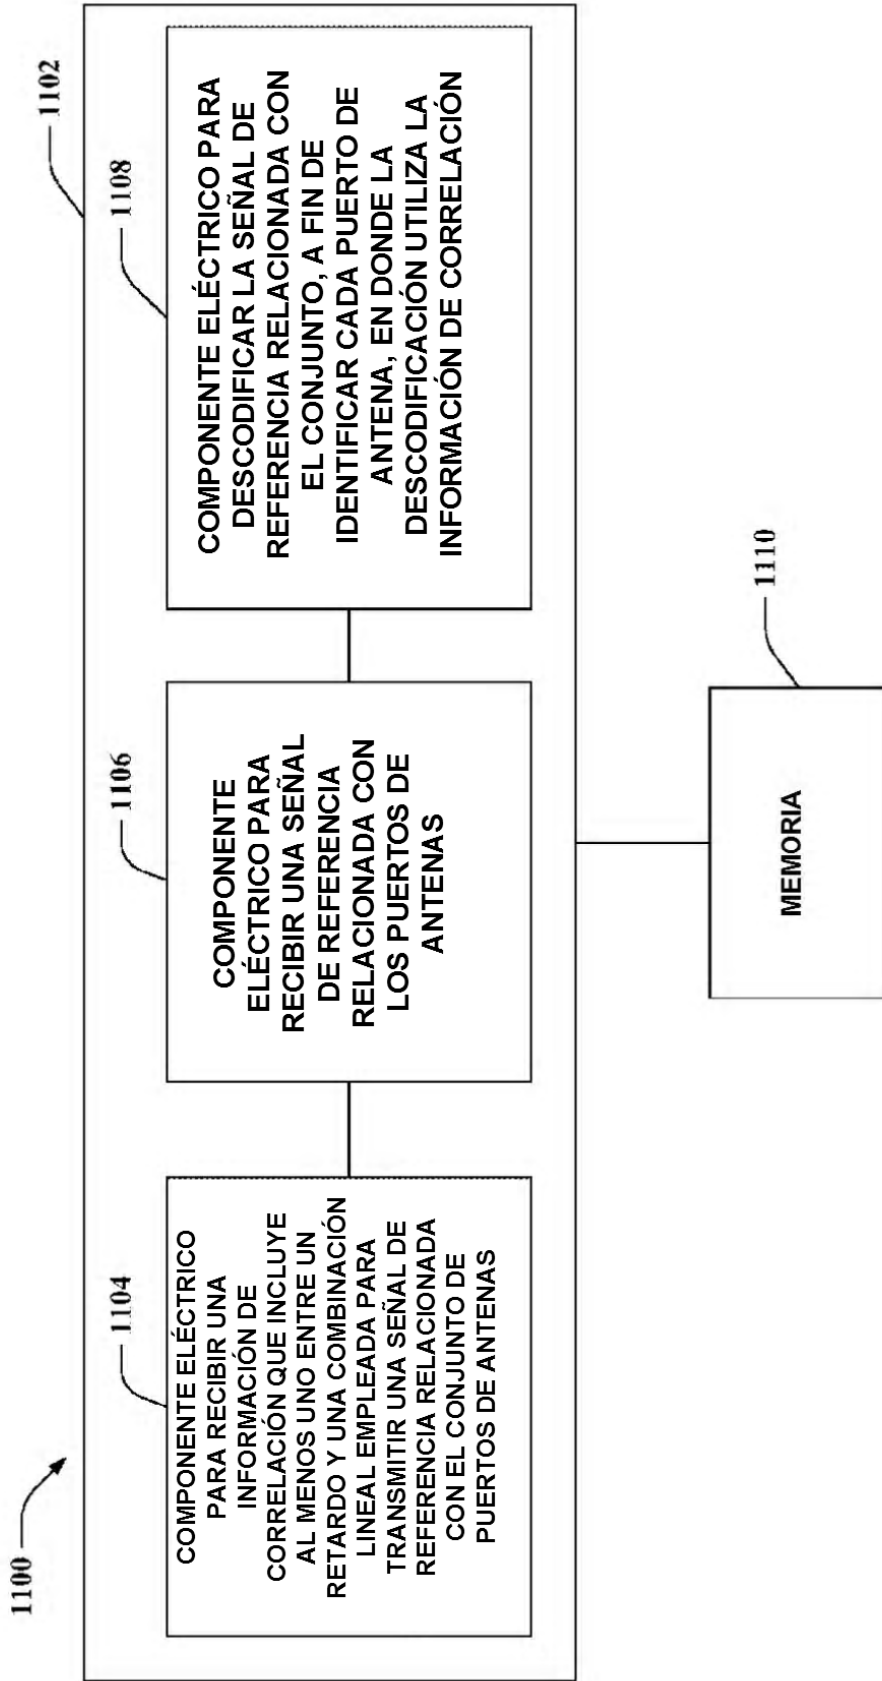 1100
1102
1104
COMPONENTE ELÉCTRICO
PARA RECIBIR UNA
INFORMACIÓN DE
CORRELACIÓN QUE INCLUYE
AL MENOS UNO ENTRE UN
RETARDO Y UNA COMBINACIÓN
LINEAL EMPLEADA PARA
TRANSMITIR UNA SEÑAL DE
REFERENCIA RELACIONADA
CON EL CONJUNTO DE
PUERTOS DE ANTENAS
1106
COMPONENTE
ELÉCTRICO PARA
RECIBIR UNA SEÑAL
DE REFERENCIA
RELACIONADA CON
LOS PUERTOS DE
ANTENAS
1108
COMPONENTE ELÉCTRICO PARA
DESCODIFICAR LA SEÑAL DE
REFERENCIA RELACIONADA CON
EL CONJUNTO, A FIN DE
IDENTIFICAR CADA PUERTO DE
ANTENA, EN DONDE LA
DESCODIFICACIÓN UTILIZA LA
INFORMACIÓN DE CORRELACIÓN
1110
MEMORIA